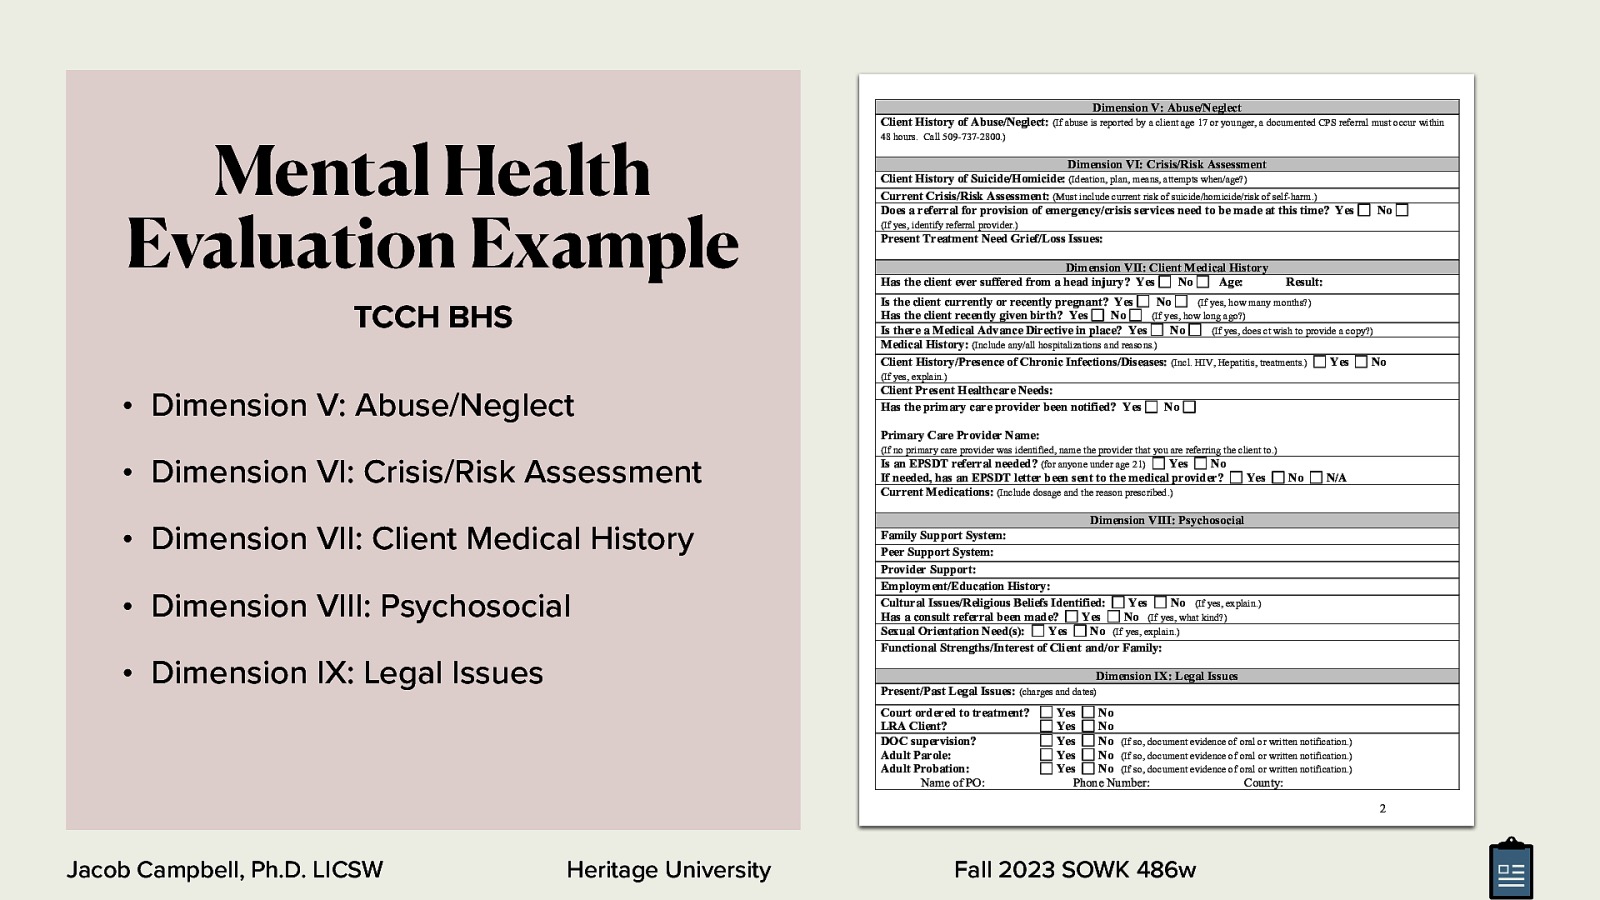 Mental Health
Evaluation Example
TCCH BHS
• Dimension V: Abuse/Neglect
• Dimension VI: Crisis/Risk Assessment
• Dimension VII: Client Medical History
• Dimension VIII: Psychosocial
• Dimension IX: Legal Issues
Dimension V: Abuse/Neglect
Client History of Abuse/Neglect: (If abuse is reported by a client age 17 or younger, a documented CPS referral must occur within
48 hours. Call 509-737-2800.)
Dimension VI: Crisis/Risk Assessment
Client History of Suicide/Homicide: (Ideation, plan, means, attempts when/age?)
Current Crisis/Risk Assessment: (Must include current risk of suicide/homicide/risk of self-harm.)
Does a referral for provision of emergency/crisis services need to be made at this time? Yes ☐ No ☐
(If yes, identify referral provider.)
Present Treatment Need Grief/Loss Issues:
Dimension VII: Client Medical History
Has the client ever suffered from a head injury? Yes ☐ No ☐ Age: Result:
Is the client currently or recently pregnant? Yes ☐ No ☐ (If yes, how many months?)
Has the client recently given birth? Yes ☐ No ☐ (If yes, how long ago?)
Is there a Medical Advance Directive in place? Yes ☐ No ☐ (If yes, does ct wish to provide a copy?)
Medical History: (Include any/all hospitalizations and reasons.)
Client History/Presence of Chronic Infections/Diseases: (Incl. HIV, Hepatitis, treatments.) ☐ Yes ☐ No
(If yes, explain.)
Client Present Healthcare Needs:
Has the primary care provider been notified? Yes ☐ No ☐
Primary Care Provider Name:
(If no primary care provider was identified, name the provider that you are referring the client to.)
Is an EPSDT referral needed? (for anyone under age 21) ☐ Yes ☐ No
If needed, has an EPSDT letter been sent to the medical provider? ☐ Yes ☐ No ☐ N/A
Current Medications: (Include dosage and the reason prescribed.)
Dimension VIII: Psychosocial
Family Support System:
Peer Support System:
Provider Support:
Employment/Education History:
Cultural Issues/Religious Beliefs Identified: ☐ Yes ☐ No (If yes, explain.)
Has a consult referral been made? ☐ Yes ☐ No (If yes, what kind?)
Sexual Orientation Need(s): ☐ Yes ☐ No (If yes, explain.)
Functional Strengths/Interest of Client and/or Family:
Dimension IX: Legal Issues
Present/Past Legal Issues: (charges and dates)
Court ordered to treatment? ☐ Yes ☐ No
LRA Client? ☐ Yes ☐ No
DOC supervision? ☐ Yes ☐ No (If so, document evidence of oral or written notification.)
Adult Parole: ☐ Yes ☐ No (If so, document evidence of oral or written notification.)
Adult Probation: ☐ Yes ☐ No (If so, document evidence of oral or written notification.)
Name of PO: Phone Number: County:
2
Jacob Campbell, Ph.D. LICSW Heritage University Fall 2023 SOWK 486w